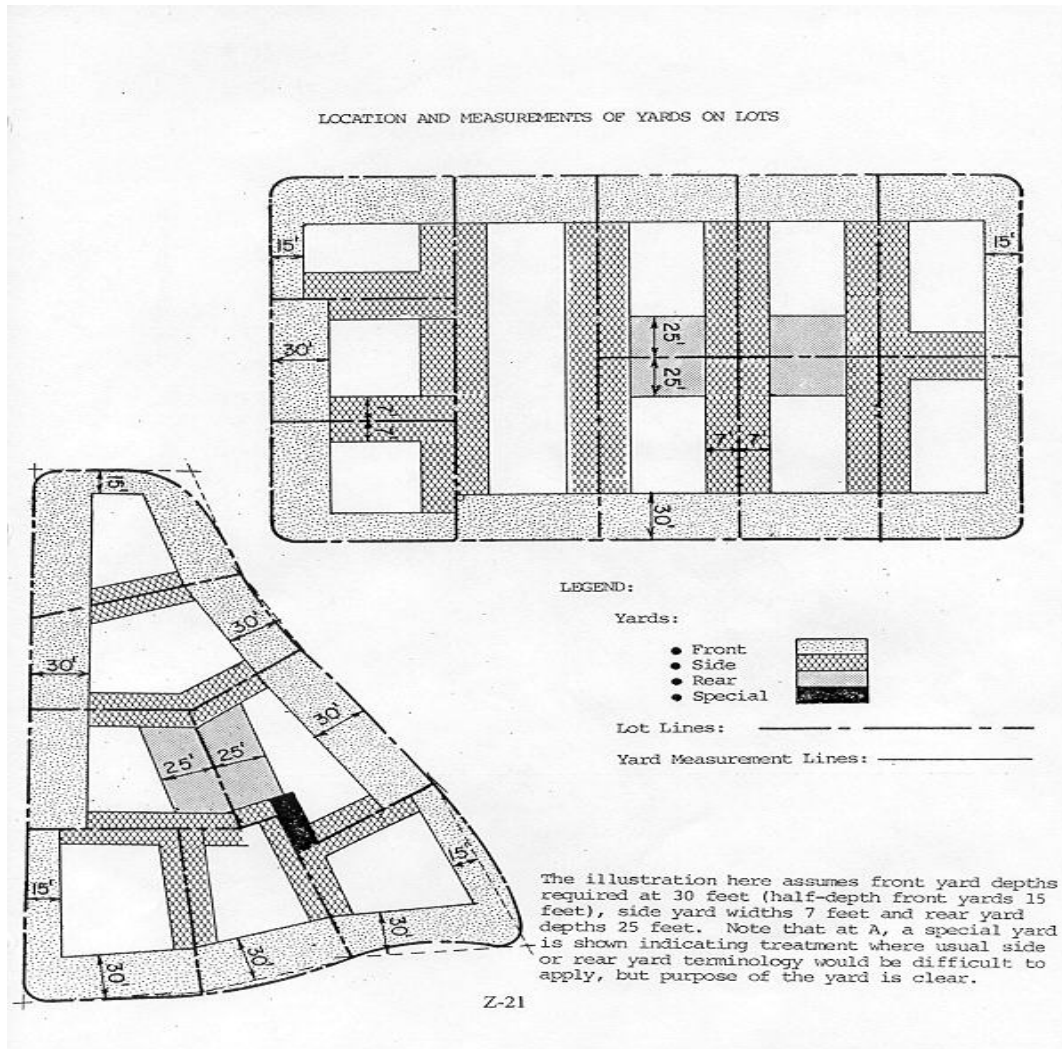 LOCATION AND MEASUREMENTS OF YARDS ON LOTS
15'
15'
30'
25'
25'
7'
7'
7'
7'
30'
15'
30'
30'
30'
25'
25'
15'
15'
30'
30'
30'
LEGEND:
Yards:
• Front
• Side
• Rear
• Special
Lot Lines:
Yard Measurement Lines:
The illustration here assumes front yard depths
required at 30 feet (half-depth front yards 15
feet), side yard widths 7 feet and rear yard
depths 25 feet. Note that at A, a special yard
is shown indicating treatment where usual side
or rear yard terminology would be difficult to
apply, but purpose of the yard is clear.
Z-21